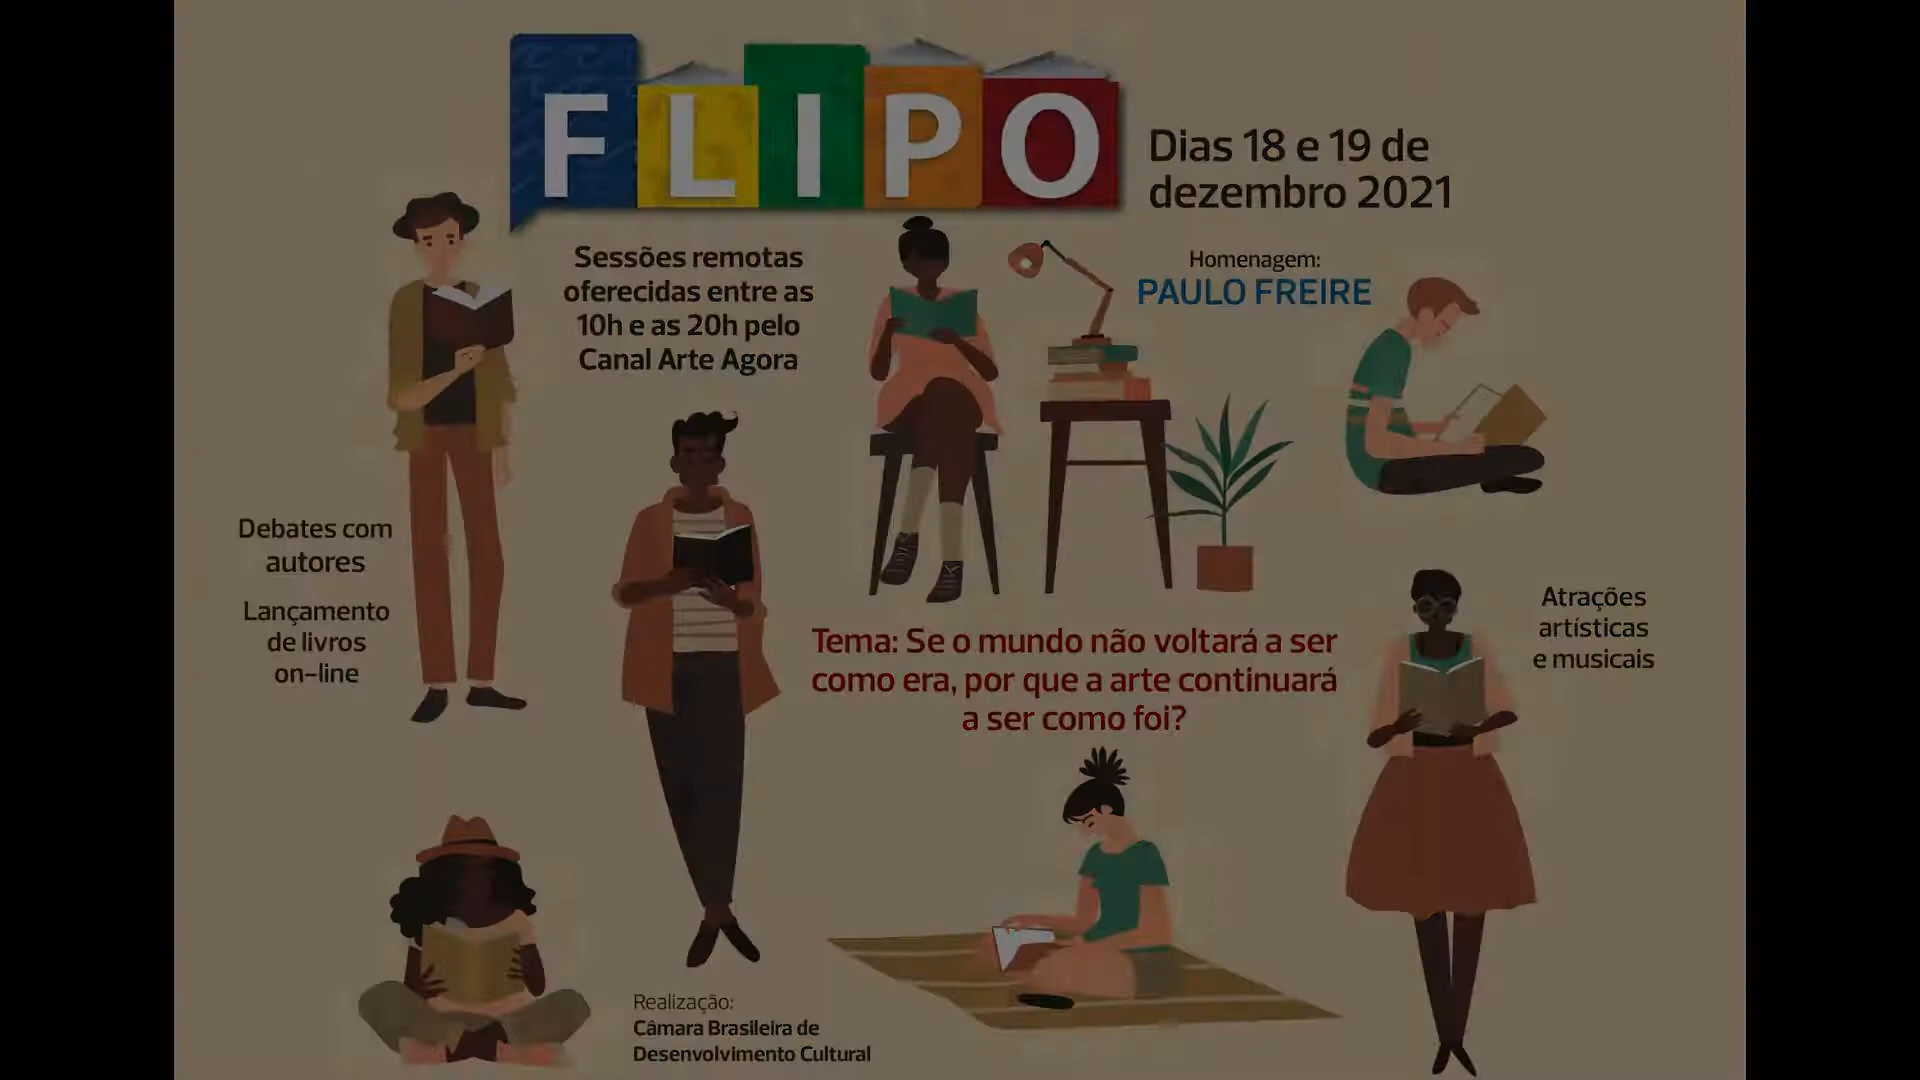 FLIPO
Dias 18 e 19 de
dezembro 2021
Sessões remotas
oferecidas entre as
10h e as 20h pelo
Canal Arte Agora
Homenagem:
PAULO FREIRE
Debates com
autores
Lançamento
de livros
on-line
Tema: Se o mundo não voltará a ser
como era, por que a arte continuará
a ser como foi?
Atrações
artísticas
e musicais
Realização:
Câmara Brasileira de
Desenvolvimento Cultural